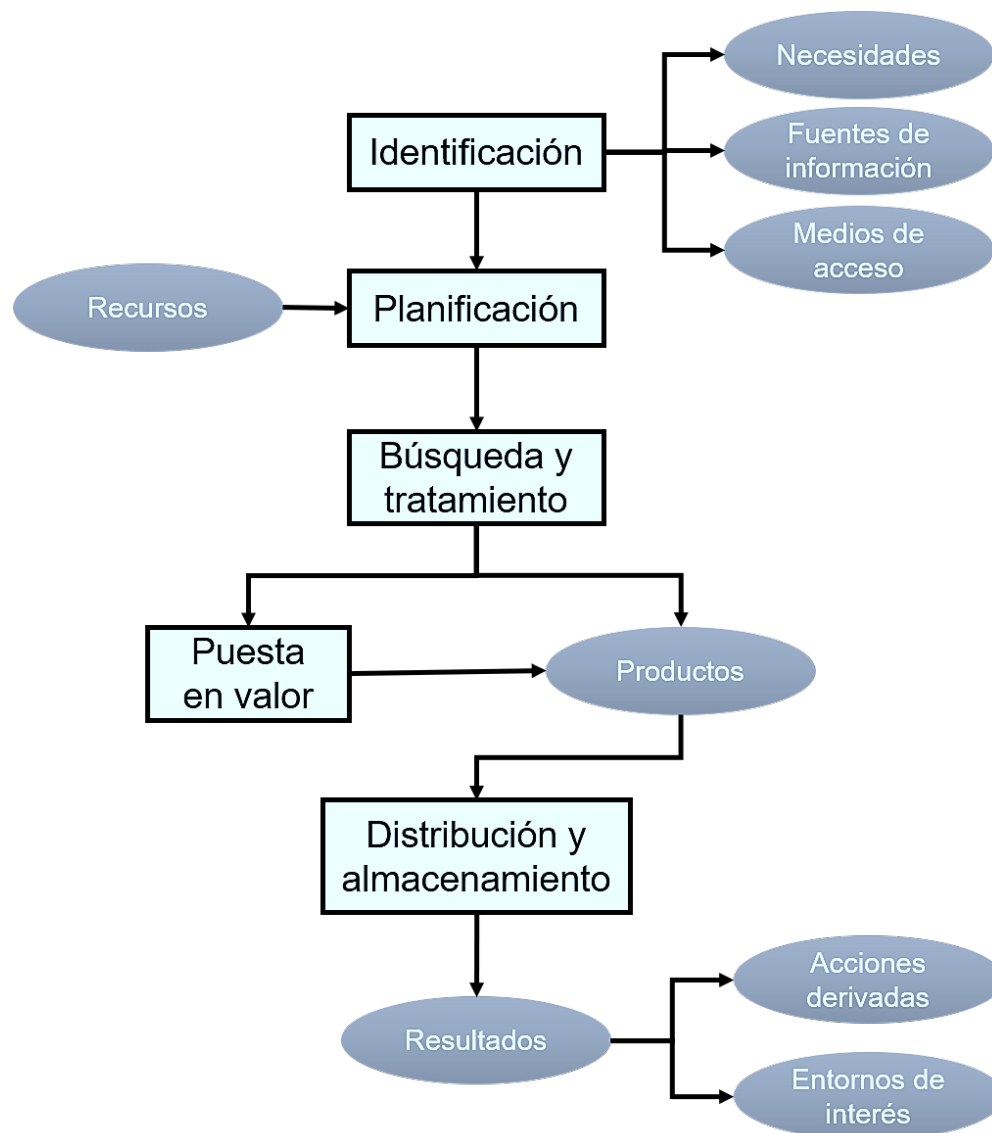 Necesidades
Identificación
Fuentes de
información
Medios de
acceso
Recursos
Planificación
Búsqueda y
tratamiento
Puesta
en valor
Productos
Distribución y
almacenamiento
Resultados
Acciones
derivadas
Entornos de
interés